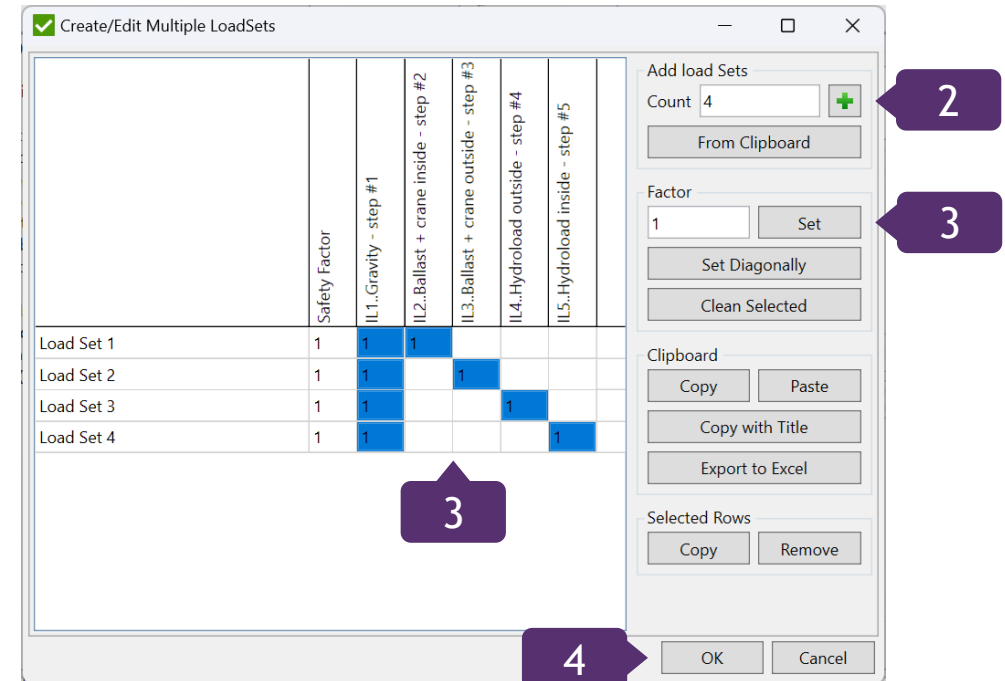 Create/Edit Multiple LoadSets
Safety Factor
IL1..Gravity - step #1
IL2..Ballast + crane inside - step #2
IL3..Ballast + crane outside - step #3
IL4..Hydroload outside - step #4
IL5..Hydroload inside - step #5
Load Set 1 1 1 1
Load Set 2 1 1 1
Load Set 3 1 1 1
Load Set 4 1 1 1
3
Add load Sets
Count 4
2
From Clipboard
Factor
1 Set
3
Set Diagonally
Clean Selected
Clipboard
Copy Paste
Copy with Title
Export to Excel
Selected Rows
Copy Remove
4
OK Cancel